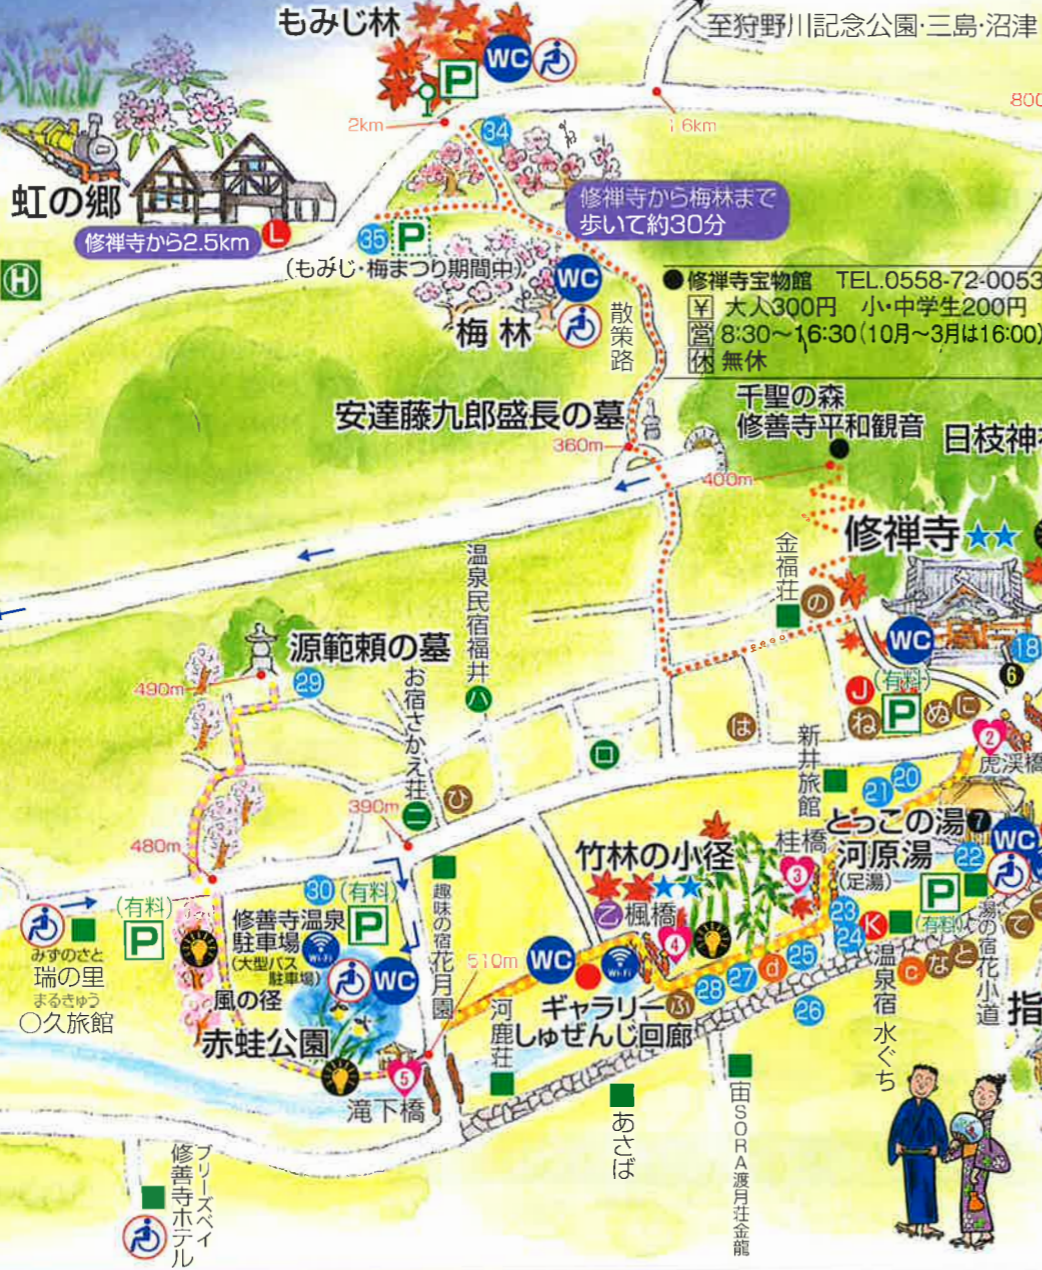 もみじ林
WC
P
至狩野川記念公園・三島・沼津
2km
34
1.6km
800
虹の郷
修禅寺から2.5km
L
H
修禅寺から梅林まで
歩いて約30分
35
P
(もみじ・梅まつり期間中)
WC
梅林
散策路
●修禅寺宝物館 TEL.0558-72-0053
¥ 大人300円 小・中学生200円
営 8:30〜16:30(10月〜3月は16:00)
休 無休
安達藤九郎盛長の墓
360m
千聖の森
修善寺平和観音
日枝神
400m
修禅寺★★
金福荘
の
WC
18
6
温泉民宿福井
ハ
源範頼の墓
490m
29
お宿さかえ荘
ニ
J
(有料)
ね
P
ぬ
に
は
ロ
2
虎渓橋
新井旅館
21
20
とっこの湯
7
WC
河原湯
(足湯)
22
桂橋
3
390m
ひ
480m
竹林の小径★★
乙
楓橋
4
P
(有料)
23
24
K
25
d
27
28
ふ
26
温泉宿 水ぐち
c
な
と
て
湯の宿花小道
指
30
(有料)
P
修善寺温泉
駐車場
(大型バス
駐車場)
Wi-Fi
WC
趣味の宿花月園
510m
WC
Wi-Fi
ギャラリー
しゅぜんじ回廊
河鹿荘
(有料)
P
みずのさと
瑞の里
まるきゅう
○久旅館
風の径
赤蛙公園
5
滝下橋
あさば
宙SORA渡月荘金龍
ブリーズベイ
修善寺ホテル